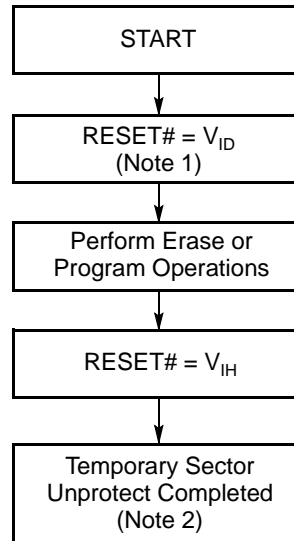 START
RESET# = V_ID
(Note 1)
Perform Erase or
Program Operations
RESET# = V_IH
Temporary Sector
Unprotect Completed
(Note 2)